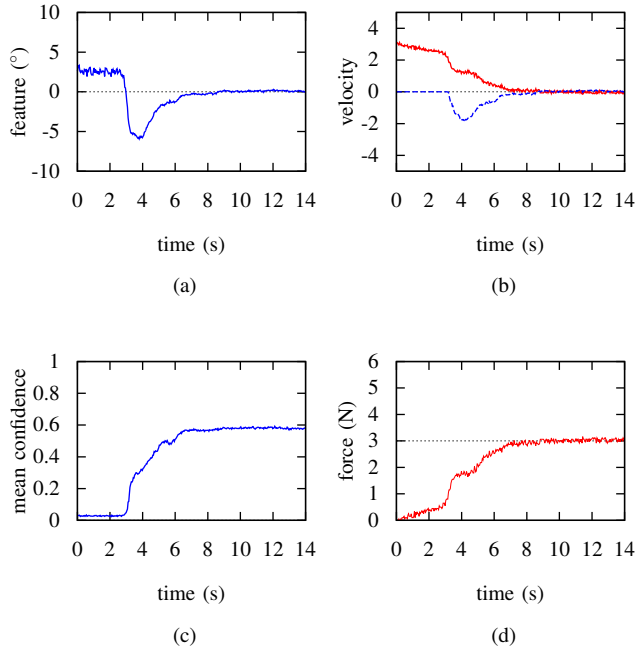 10
5
0
-5
-10
feature (°)
0 2 4 6 8 10 12 14
time (s)
(a)
4
2
0
-2
-4
velocity
0 2 4 6 8 10 12 14
time (s)
(b)
1
0.8
0.6
0.4
0.2
0
mean confidence
0 2 4 6 8 10 12 14
time (s)
(c)
6
5
4
3
2
1
0
force (N)
0 2 4 6 8 10 12 14
time (s)
(d)